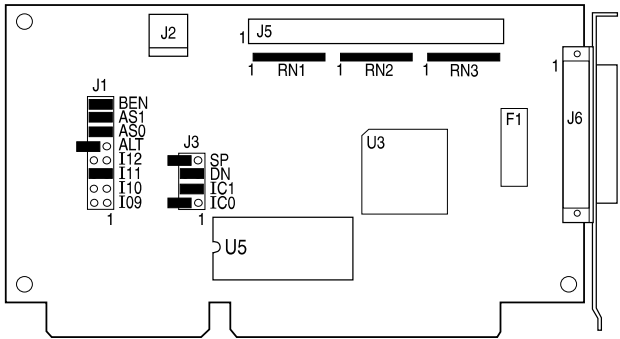 J2
J5
1
1 RN1
1 RN2
1 RN3
J1
BEN
AS1
AS0
ALT
I12
I11
I10
I09
1
J3
SP
DN
IC1
IC0
1
U3
F1
1
J6
U5